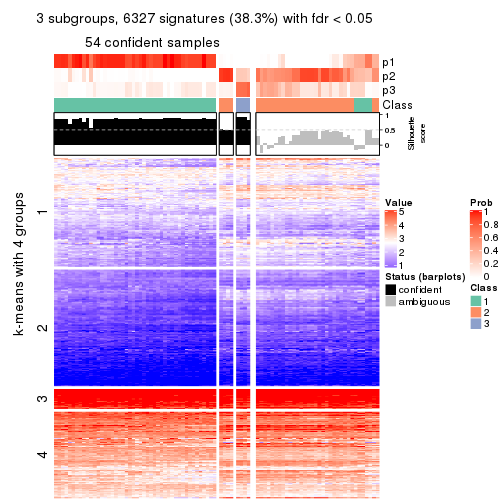 3 subgroups, 6327 signatures (38.3%) with fdr < 0.05
54 confident samples
p1
p2
p3
Class
1
0.5
0
Silhouette
score
k-means with 4 groups
1
2
3
4
Value
5
4
3
2
1
Status (barplots)
confident
ambiguous
Prob
1
0.8
0.6
0.4
0.2
0
Class
1
2
3